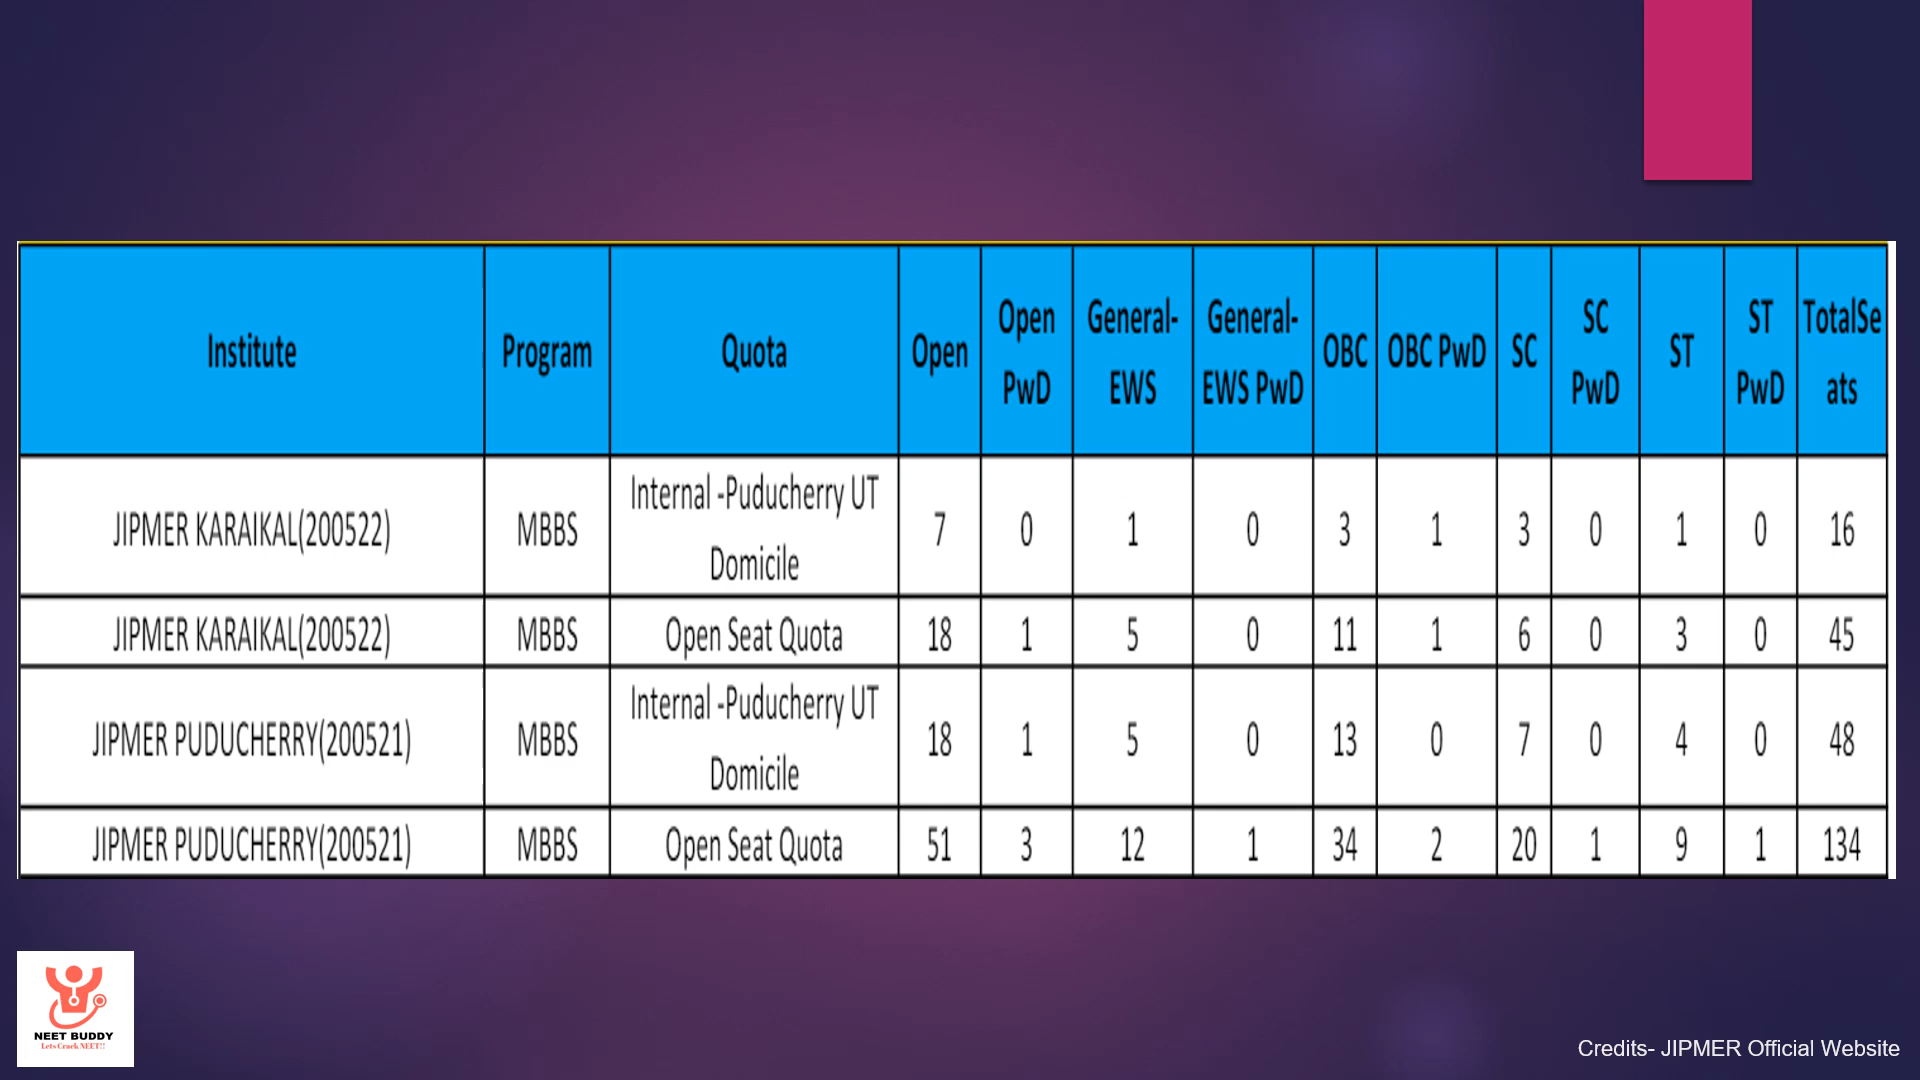 Institute Program Quota Open Open PwD General-EWS General-EWS PwD OBC OBC PwD SC SC PwD ST ST PwD TotalSeats
JIPMER KARAIKAL(200522) MBBS Internal -Puducherry UT Domicile 7 0 1 0 3 1 3 0 1 0 16
JIPMER KARAIKAL(200522) MBBS Open Seat Quota 18 1 5 0 11 1 6 0 3 0 45
JIPMER PUDUCHERRY(200521) MBBS Internal -Puducherry UT Domicile 18 1 5 0 13 0 7 0 4 0 48
JIPMER PUDUCHERRY(200521) MBBS Open Seat Quota 51 3 12 1 34 2 20 1 9 1 134
NEET BUDDY
Lets Crack NEET!!
Credits- JIPMER Official Website